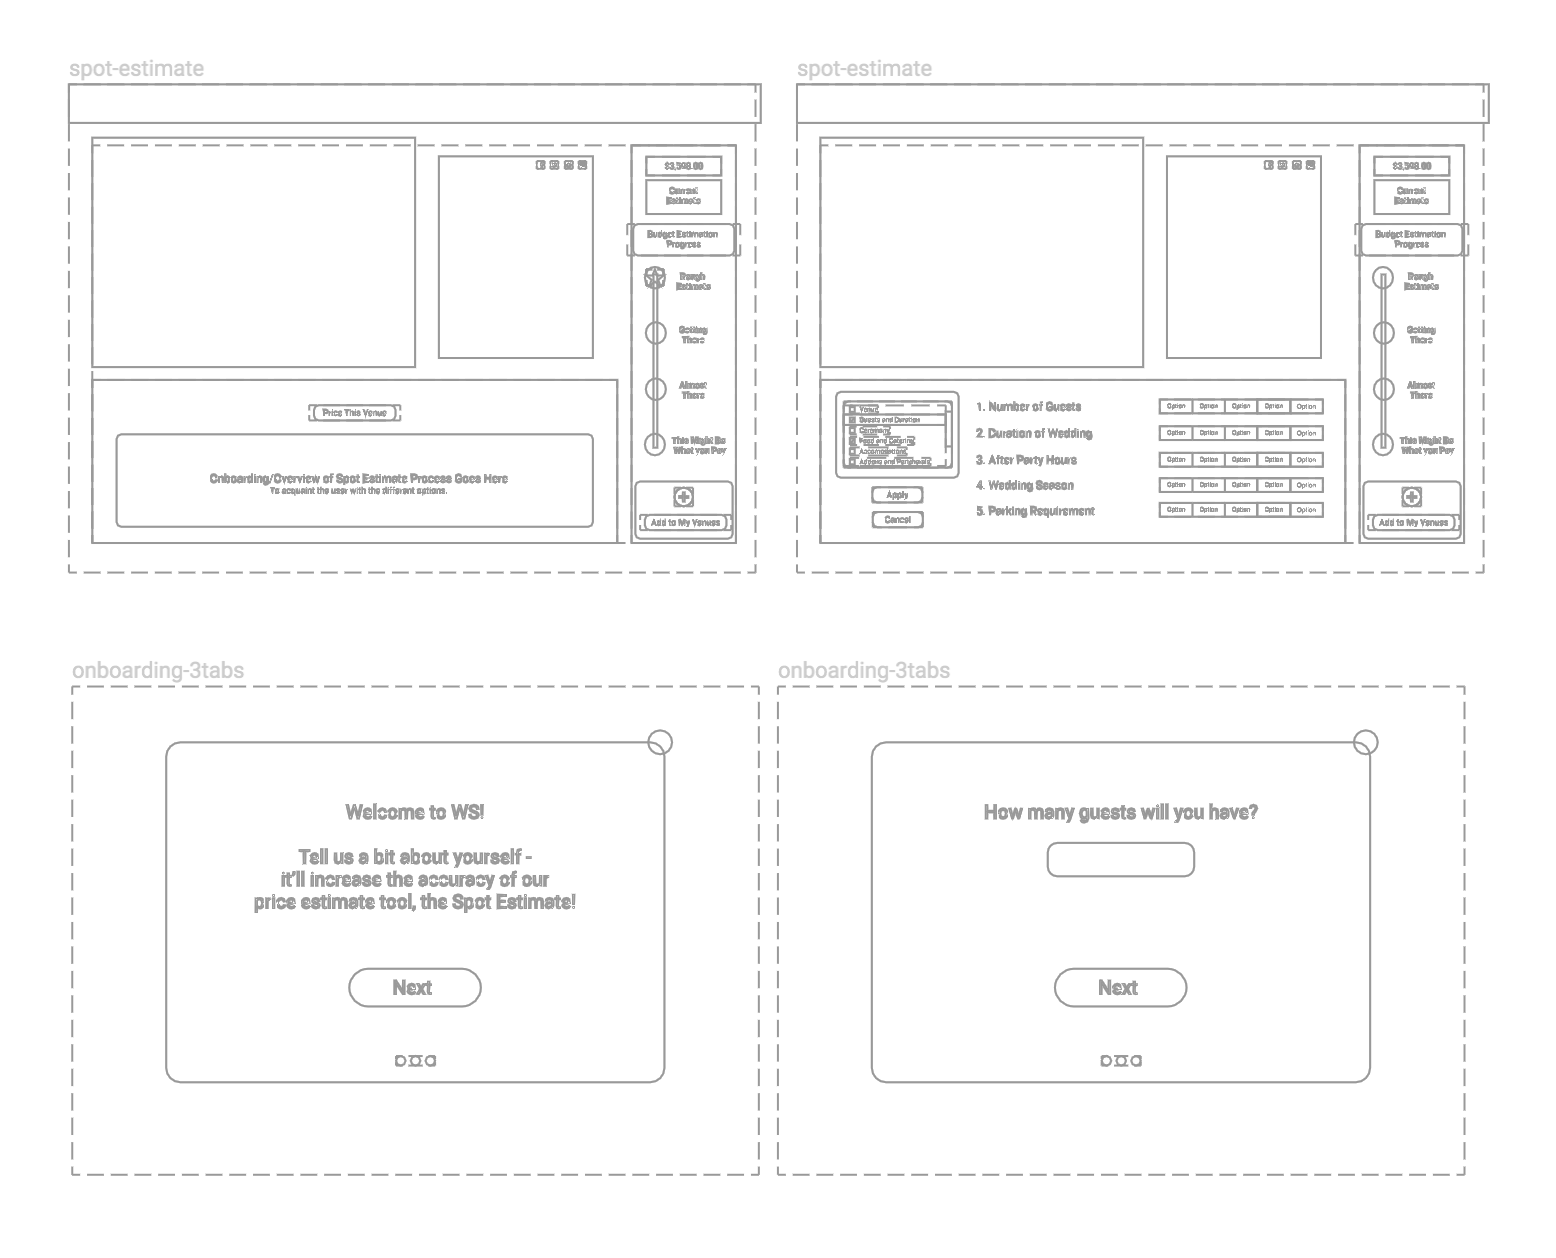 spot-estimate
$3,598.00
Current
Estimate
Budget Estimation
Progress
Rough
Estimate
Getting
There
Almost
There
This Might Be
What you Pay
Add to My Venues
Price This Venue
Onboarding/Overview of Spot Estimate Process Goes Here
To acquaint the user with the different options.
spot-estimate
$3,598.00
Current
Estimate
Budget Estimation
Progress
Rough
Estimate
Getting
There
Almost
There
This Might Be
What you Pay
Add to My Venues
Venue
Guests and Duration
Ceremony
Food and Catering
Accomodations
Addons and Peripherals
Apply
Cancel
1. Number of Guests
Option Option Option Option Option
2. Duration of Wedding
Option Option Option Option Option
3. After Party Hours
Option Option Option Option Option
4. Wedding Season
Option Option Option Option Option
5. Parking Requirement
Option Option Option Option Option
onboarding-3tabs
Welcome to WS!
Tell us a bit about yourself -
it'll increase the accuracy of our
price estimate tool, the Spot Estimate!
Next
onboarding-3tabs
How many guests will you have?
Next